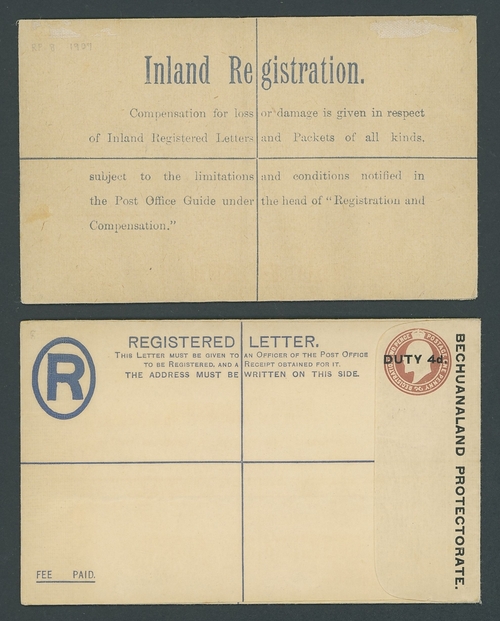 1907
Inland Registration.
Compensation for loss or damage is given in respect
of Inland Registered Letters and Packets of all kinds,
subject to the limitations and conditions notified in
the Post Office Guide under the head of "Registration and
Compensation."
R
REGISTERED LETTER.
THIS LETTER MUST BE GIVEN TO AN OFFICER OF THE POST OFFICE
TO BE REGISTERED, AND A RECEIPT OBTAINED FOR IT.
THE ADDRESS MUST BE WRITTEN ON THIS SIDE.
FEE PAID.
DUTY 4d.
BECHUANALAND PROTECTORATE.